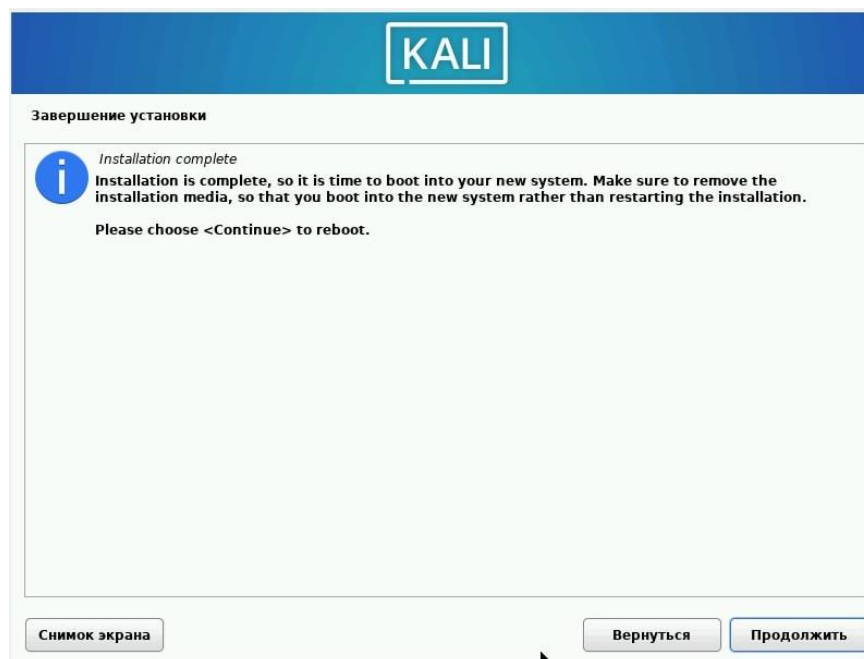 KALI
Завершение установки
Installation complete
Installation is complete, so it is time to boot into your new system. Make sure to remove the
installation media, so that you boot into the new system rather than restarting the installation.
Please choose <Continue> to reboot.
Снимок экрана
Вернуться
Продолжить